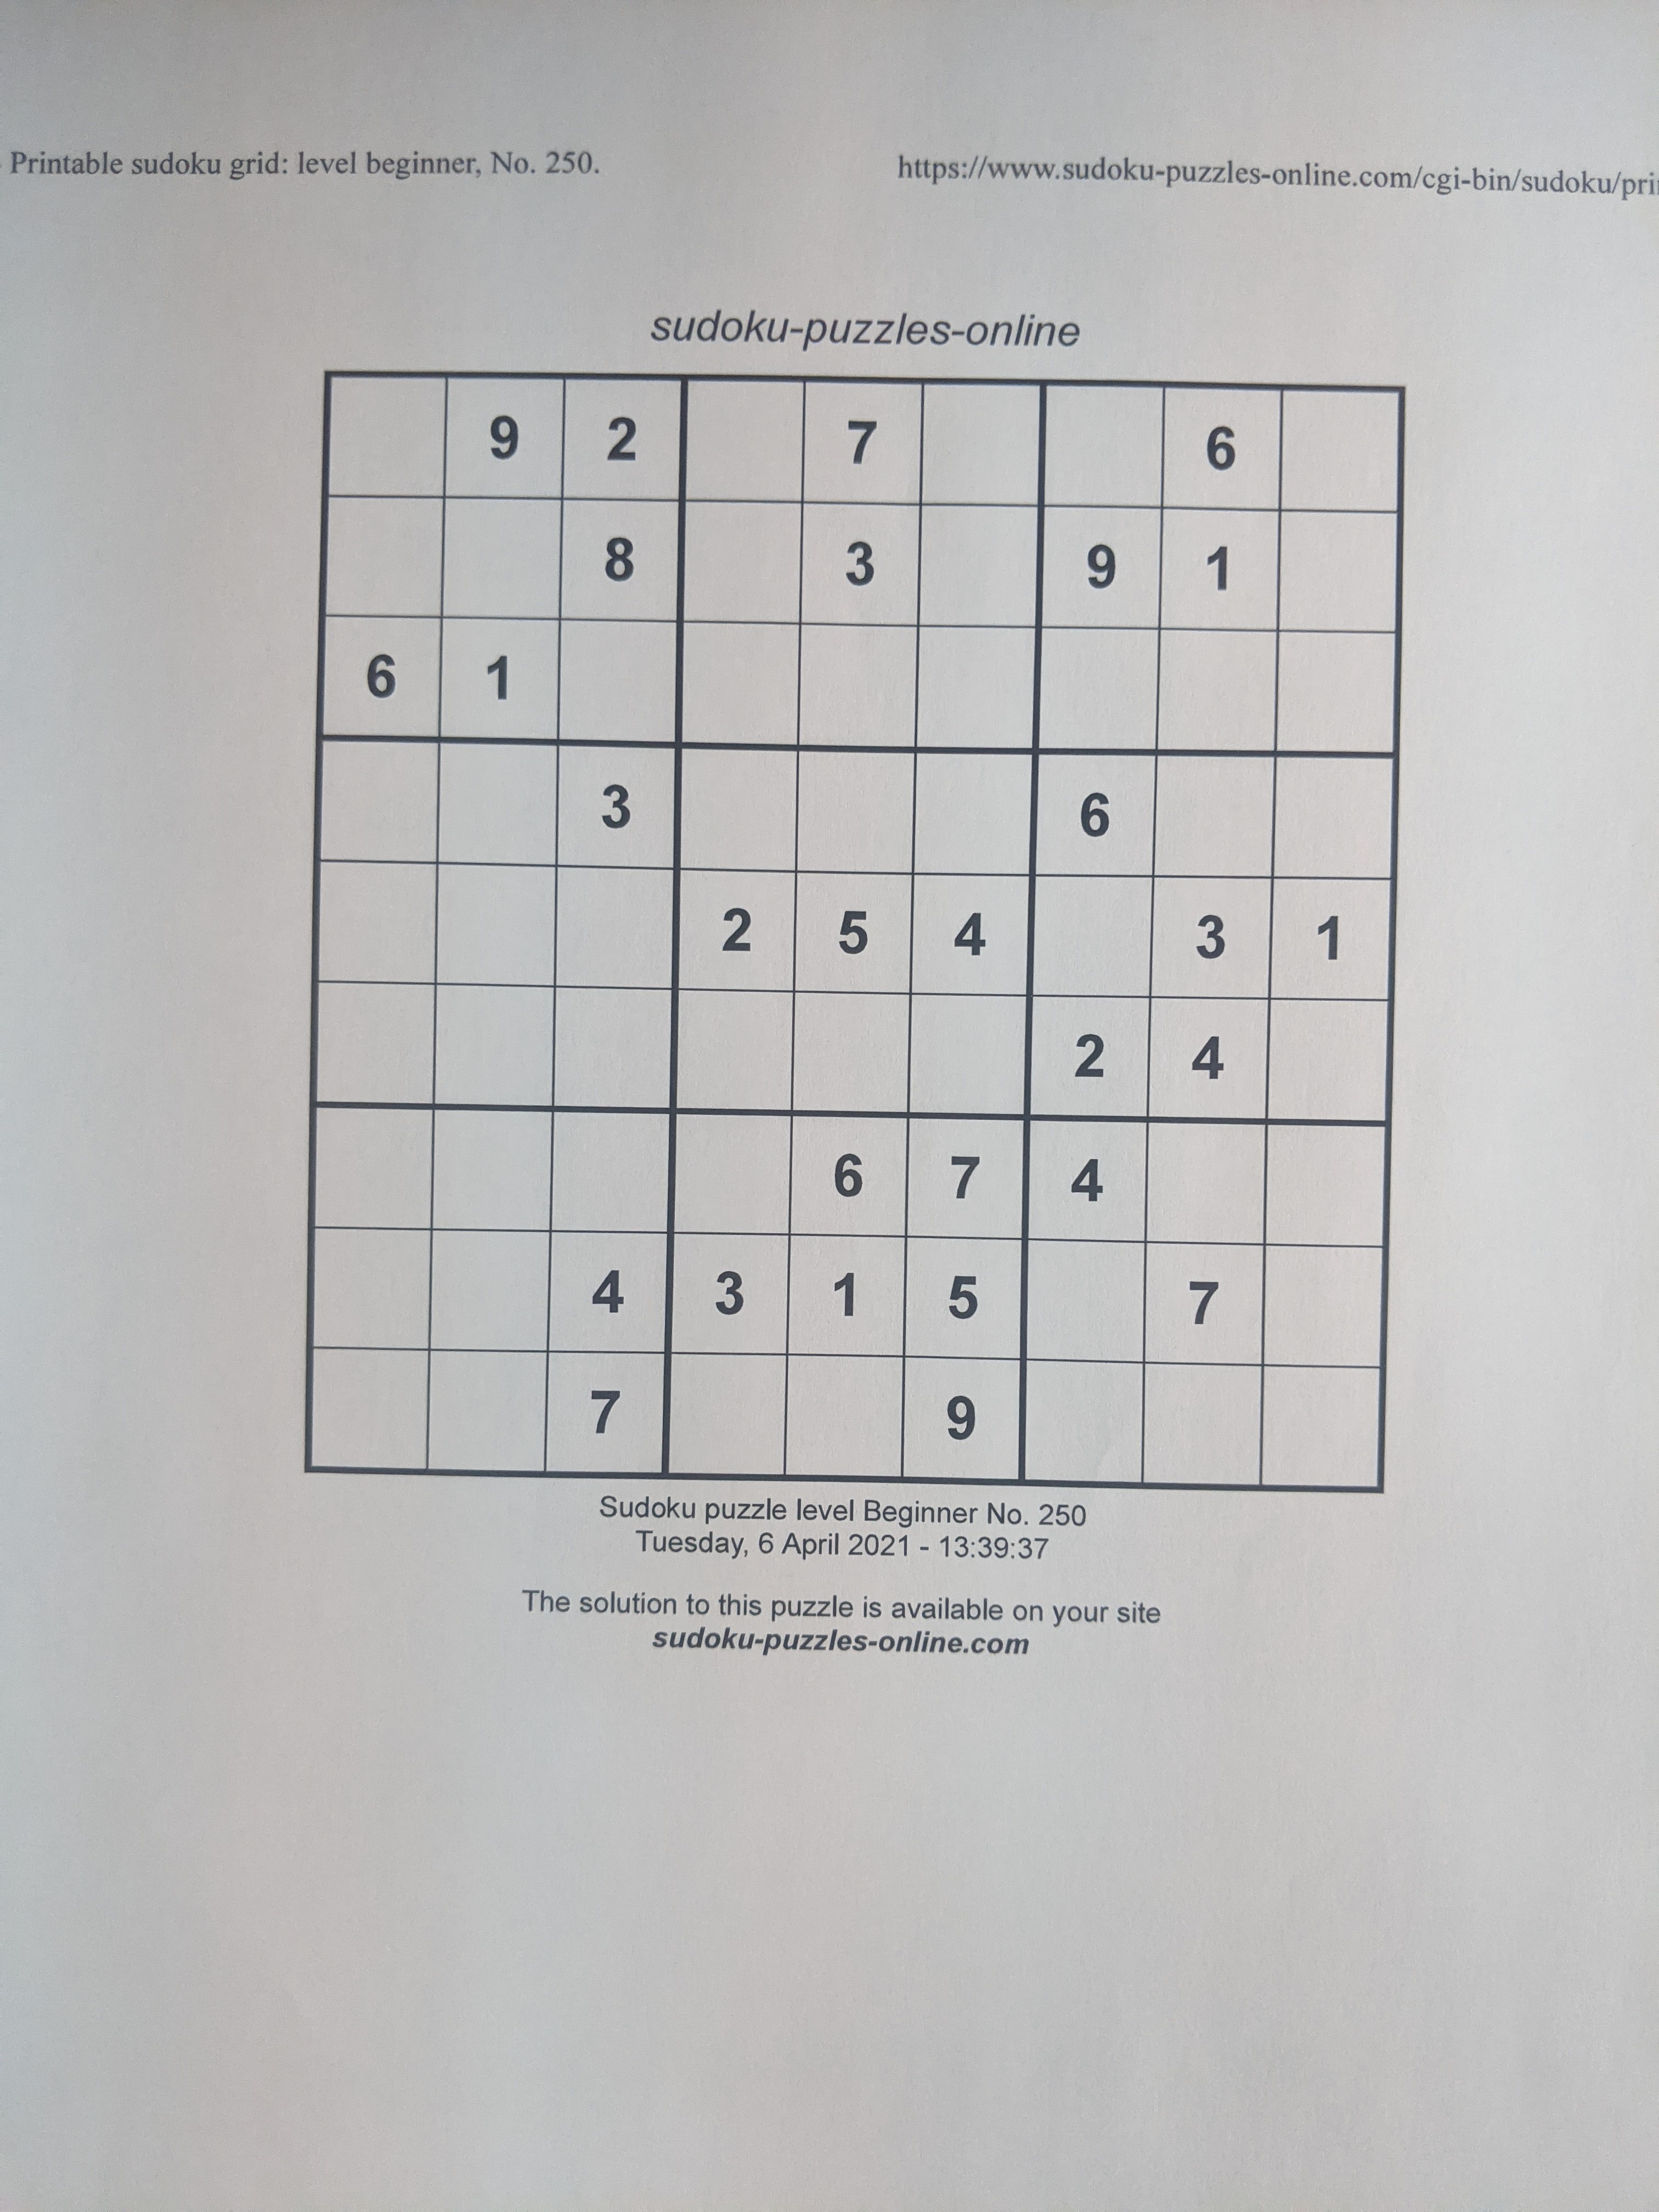 Printable sudoku grid: level beginner, No. 250.
https://www.sudoku-puzzles-online.com/cgi-bin/sudoku/pri
sudoku-puzzles-online
9 2 7 6
8 3 9 1
6 1
3 6
2 5 4 3 1
2 4
6 7 4
4 3 1 5 7
7 9
Sudoku puzzle level Beginner No. 250
Tuesday, 6 April 2021 - 13:39:37
The solution to this puzzle is available on your site
sudoku-puzzles-online.com